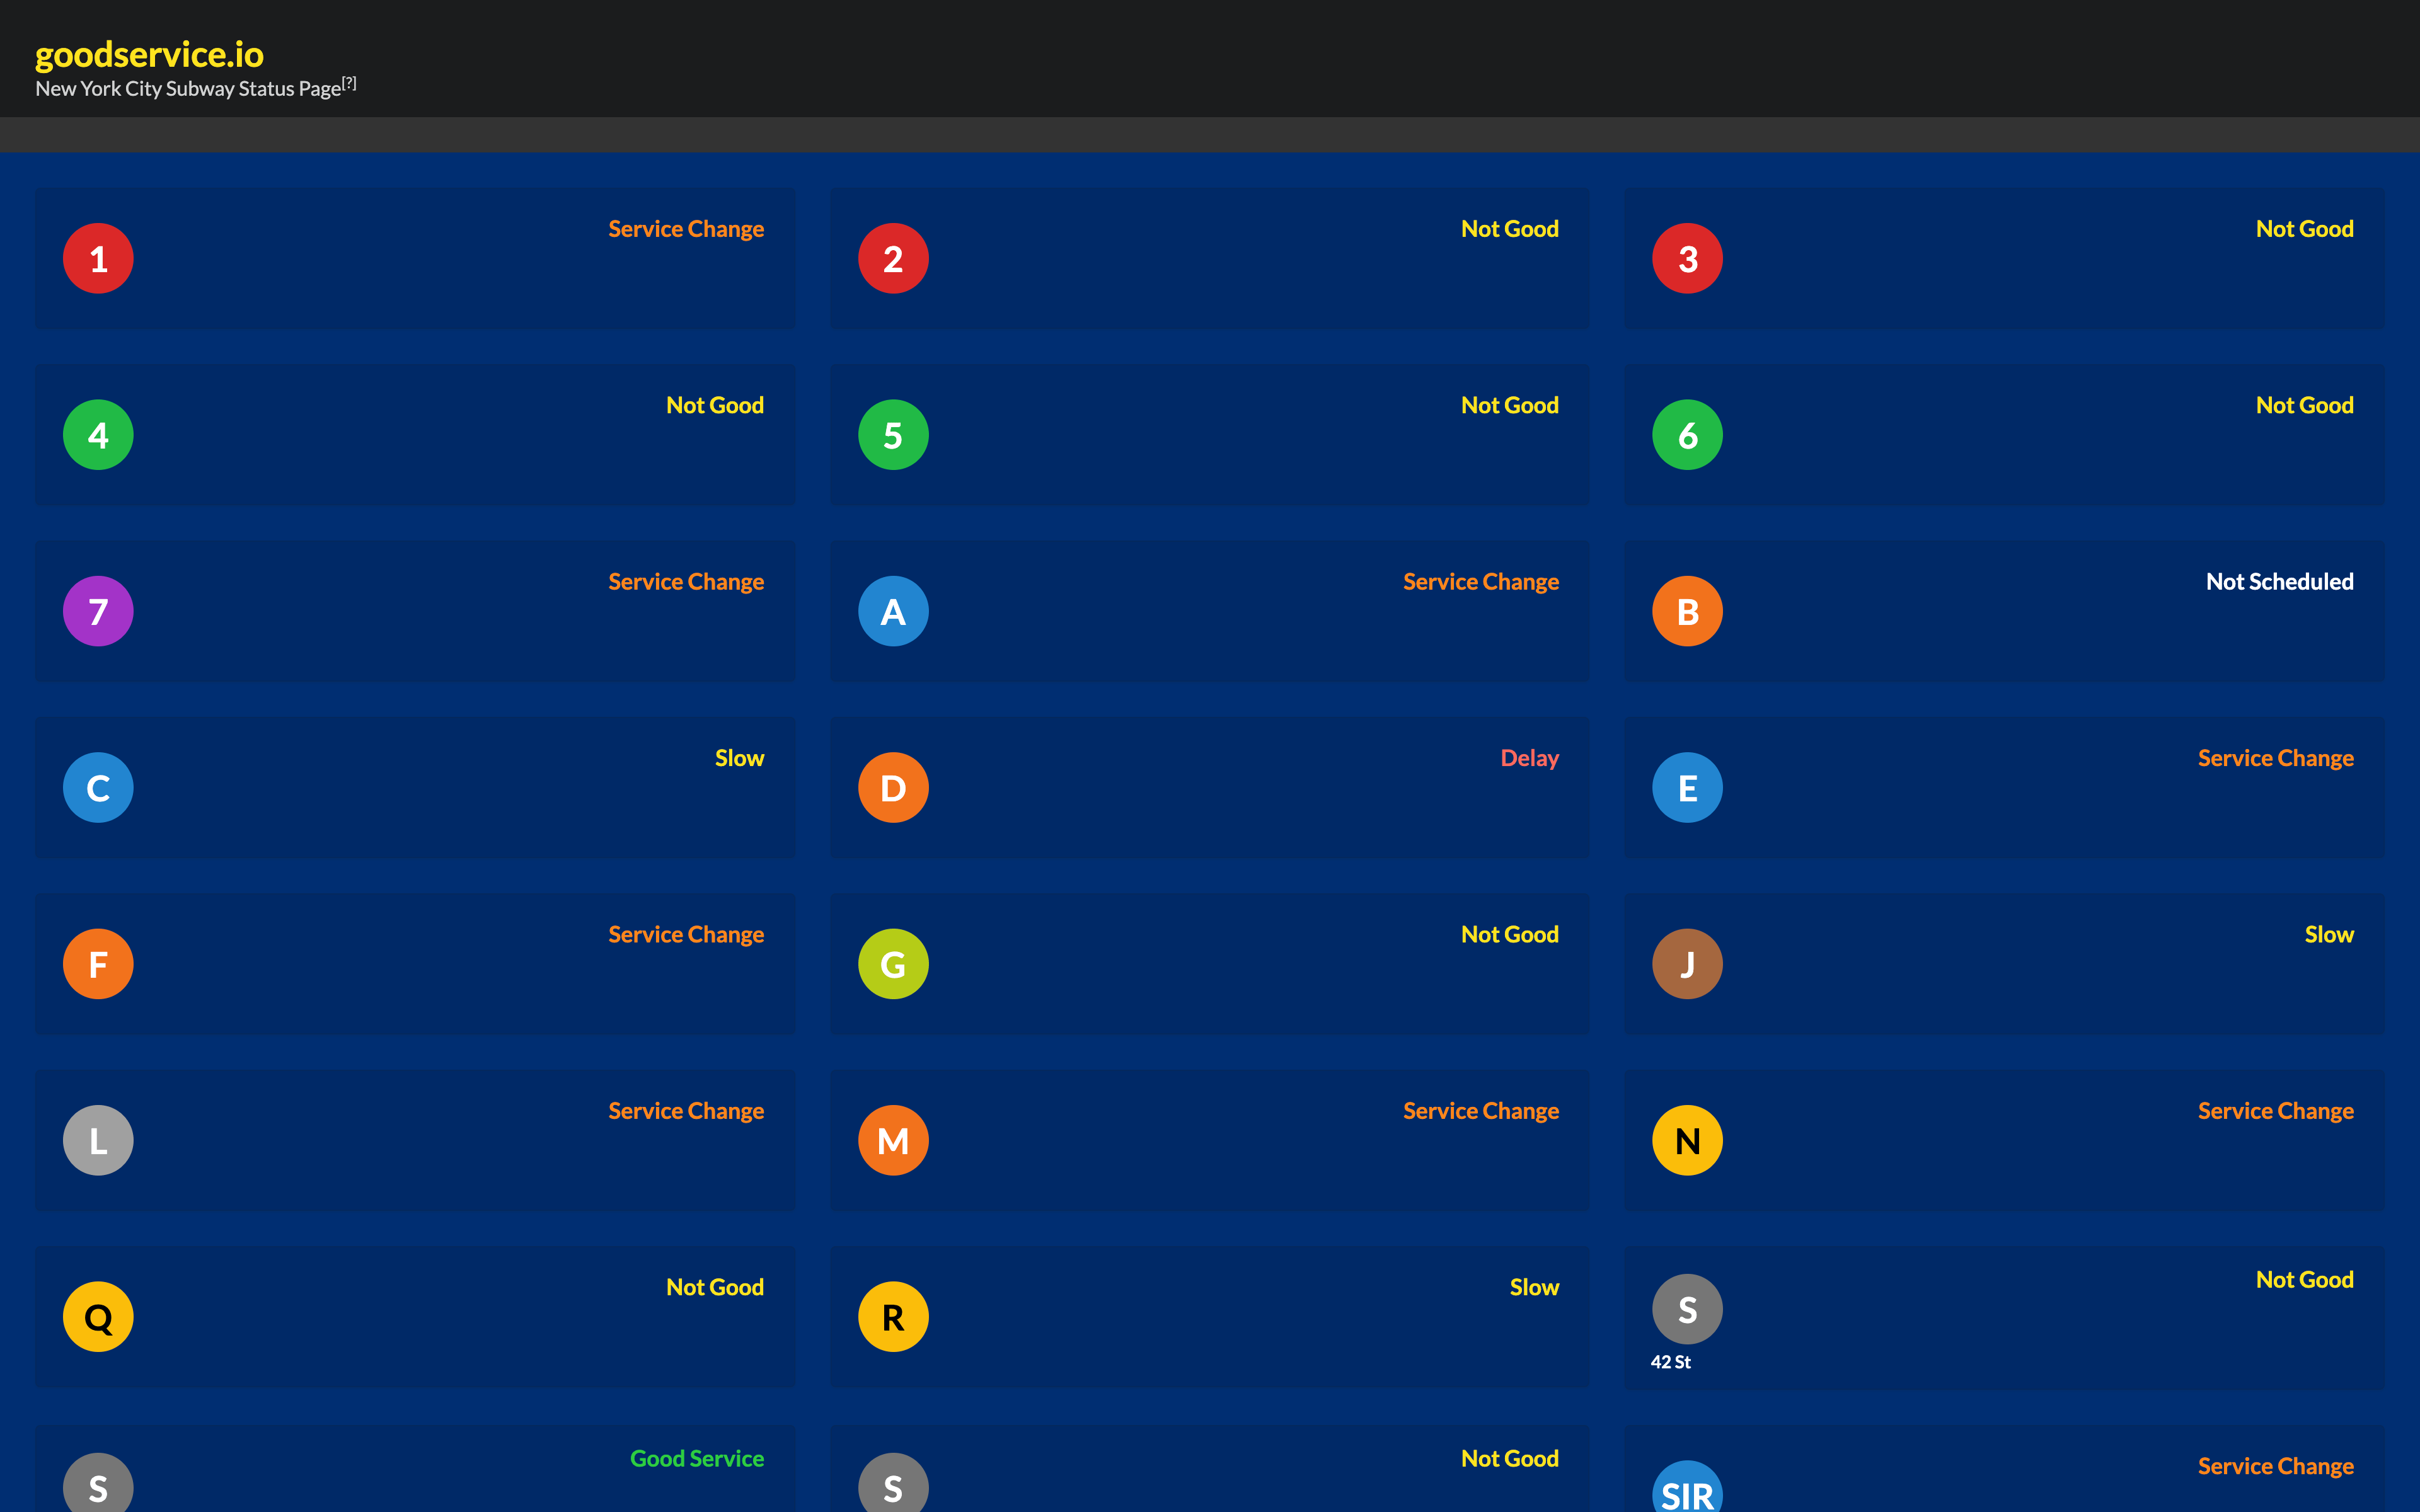 goodservice.io
New York City Subway Status Page[?]
1 Service Change
2 Not Good
3 Not Good
4 Not Good
5 Not Good
6 Not Good
7 Service Change
A Service Change
B Not Scheduled
C Slow
D Delay
E Service Change
F Service Change
G Not Good
J Slow
L Service Change
M Service Change
N Service Change
Q Not Good
R Slow
S Not Good
42 St
S Good Service
S Not Good
SIR Service Change